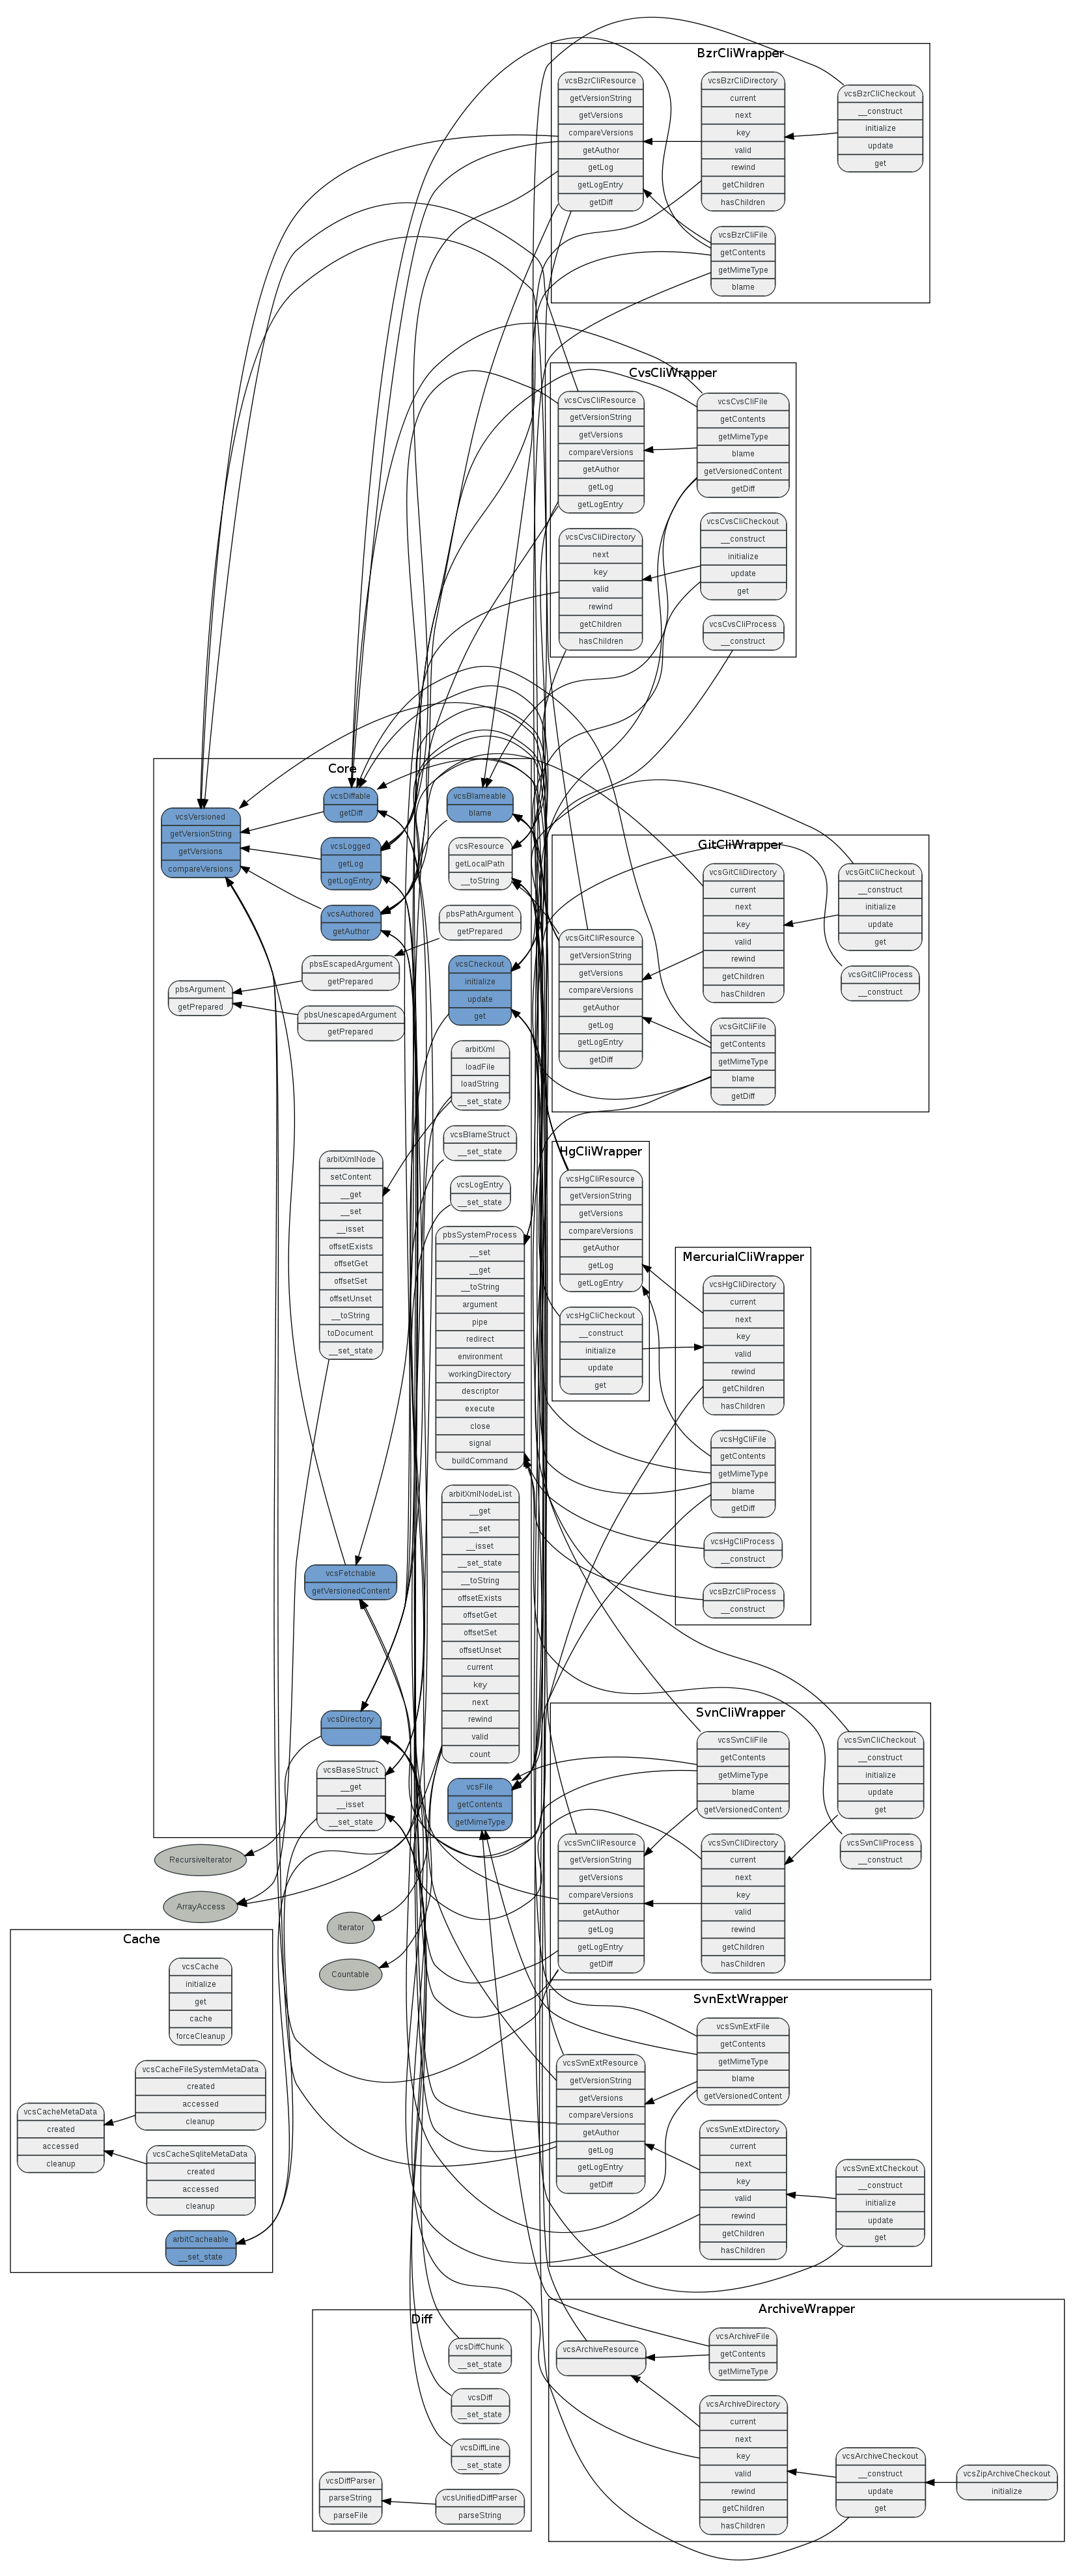 BzrCliWrapper
vcsBzrCliResource
getVersionString
getVersions
compareVersions
getAuthor
getLog
getLogEntry
getDiff
vcsBzrCliDirectory
current
next
key
valid
rewind
getChildren
hasChildren
vcsBzrCliCheckout
__construct
initialize
update
get
vcsBzrCliFile
getContents
getMimeType
blame
CvsCliWrapper
vcsCvsCliResource
getVersionString
getVersions
compareVersions
getAuthor
getLog
getLogEntry
vcsCvsCliFile
getContents
getMimeType
blame
getVersionedContent
getDiff
vcsCvsCliDirectory
next
key
valid
rewind
getChildren
hasChildren
vcsCvsCliCheckout
__construct
initialize
update
get
vcsCvsCliProcess
__construct
Core
vcsVersioned
getVersionString
getVersions
compareVersions
vcsDiffable
getDiff
vcsLogged
getLog
getLogEntry
vcsAuthored
getAuthor
vcsBlameable
blame
vcsResource
getLocalPath
__toString
pbsPathArgument
getPrepared
pbsEscapedArgument
getPrepared
pbsArgument
getPrepared
pbsUnescapedArgument
getPrepared
vcsCheckout
initialize
update
get
arbitXml
loadFile
loadString
__set_state
vcsBlameStruct
__set_state
vcsLogEntry
__set_state
arbitXmlNode
setContent
__get
__set
__isset
offsetExists
offsetGet
offsetSet
offsetUnset
__toString
toDocument
__set_state
pbsSystemProcess
__set
__get
__toString
argument
pipe
redirect
environment
workingDirectory
descriptor
execute
close
signal
buildCommand
arbitXmlNodeList
__get
__set
__isset
__set_state
__toString
offsetExists
offsetGet
offsetSet
offsetUnset
current
key
next
rewind
valid
count
vcsFetchable
getVersionedContent
vcsDirectory
vcsBaseStruct
__get
__isset
__set_state
vcsFile
getContents
getMimeType
GitCliWrapper
vcsGitCliResource
getVersionString
getVersions
compareVersions
getAuthor
getLog
getLogEntry
getDiff
vcsGitCliDirectory
current
next
key
valid
rewind
getChildren
hasChildren
vcsGitCliCheckout
__construct
initialize
update
get
vcsGitCliProcess
__construct
vcsGitCliFile
getContents
getMimeType
blame
getDiff
HgCliWrapper
vcsHgCliResource
getVersionString
getVersions
compareVersions
getAuthor
getLog
getLogEntry
vcsHgCliCheckout
__construct
initialize
update
get
MercurialCliWrapper
vcsHgCliDirectory
current
next
key
valid
rewind
getChildren
hasChildren
vcsHgCliFile
getContents
getMimeType
blame
getDiff
vcsHgCliProcess
__construct
vcsBzrCliProcess
__construct
SvnCliWrapper
vcsSvnCliFile
getContents
getMimeType
blame
getVersionedContent
vcsSvnCliCheckout
__construct
initialize
update
get
vcsSvnCliResource
getVersionString
getVersions
compareVersions
getAuthor
getLog
getLogEntry
getDiff
vcsSvnCliDirectory
current
next
key
valid
rewind
getChildren
hasChildren
vcsSvnCliProcess
__construct
RecursiveIterator
ArrayAccess
Iterator
Countable
Cache
vcsCache
initialize
get
cache
forceCleanup
vcsCacheFileSystemMetaData
created
accessed
cleanup
vcsCacheMetaData
created
accessed
cleanup
vcsCacheSqliteMetaData
created
accessed
cleanup
arbitCacheable
__set_state
SvnExtWrapper
vcsSvnExtFile
getContents
getMimeType
blame
getVersionedContent
vcsSvnExtResource
getVersionString
getVersions
compareVersions
getAuthor
getLog
getLogEntry
getDiff
vcsSvnExtDirectory
current
next
key
valid
rewind
getChildren
hasChildren
vcsSvnExtCheckout
__construct
initialize
update
get
Diff
vcsDiffChunk
__set_state
vcsDiff
__set_state
vcsDiffLine
__set_state
vcsDiffParser
parseString
parseFile
vcsUnifiedDiffParser
parseString
ArchiveWrapper
vcsArchiveResource
vcsArchiveFile
getContents
getMimeType
vcsArchiveDirectory
current
next
key
valid
rewind
getChildren
hasChildren
vcsArchiveCheckout
__construct
update
get
vcsZipArchiveCheckout
initialize